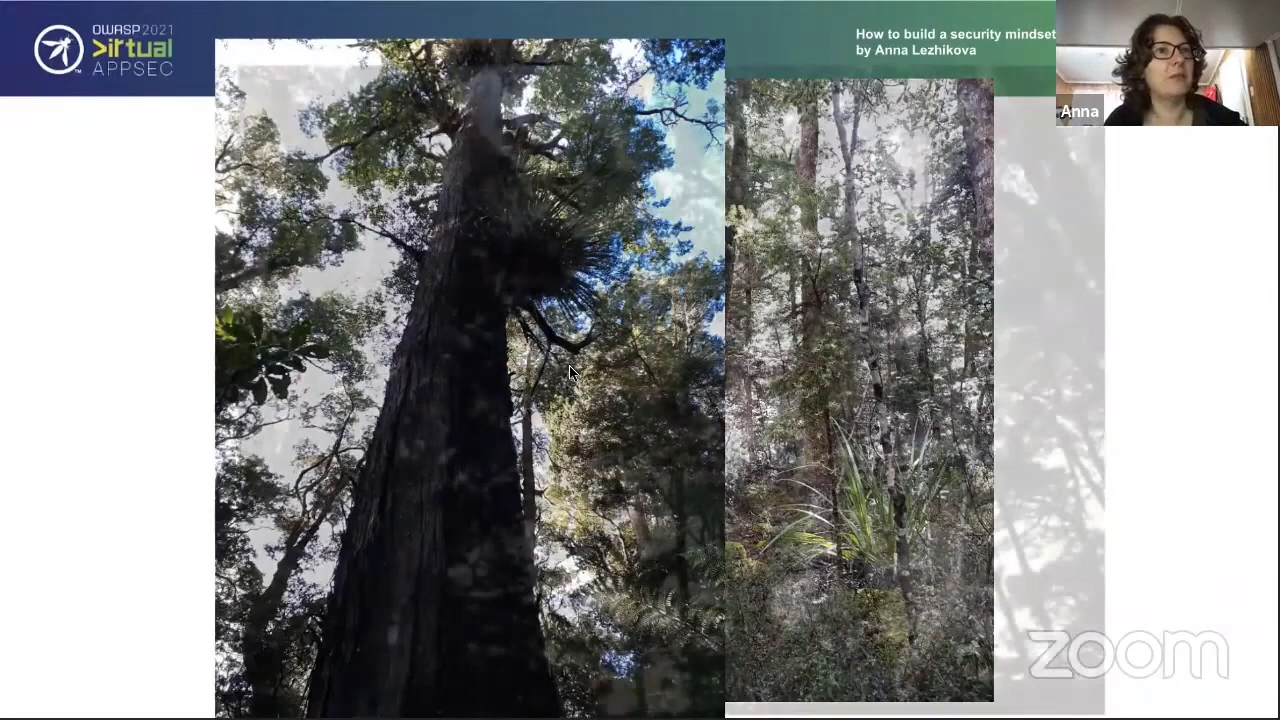 OWASP 2021
>irtual
APPSEC
How to build a security mindset
by Anna Lezhikova
Anna
zoom